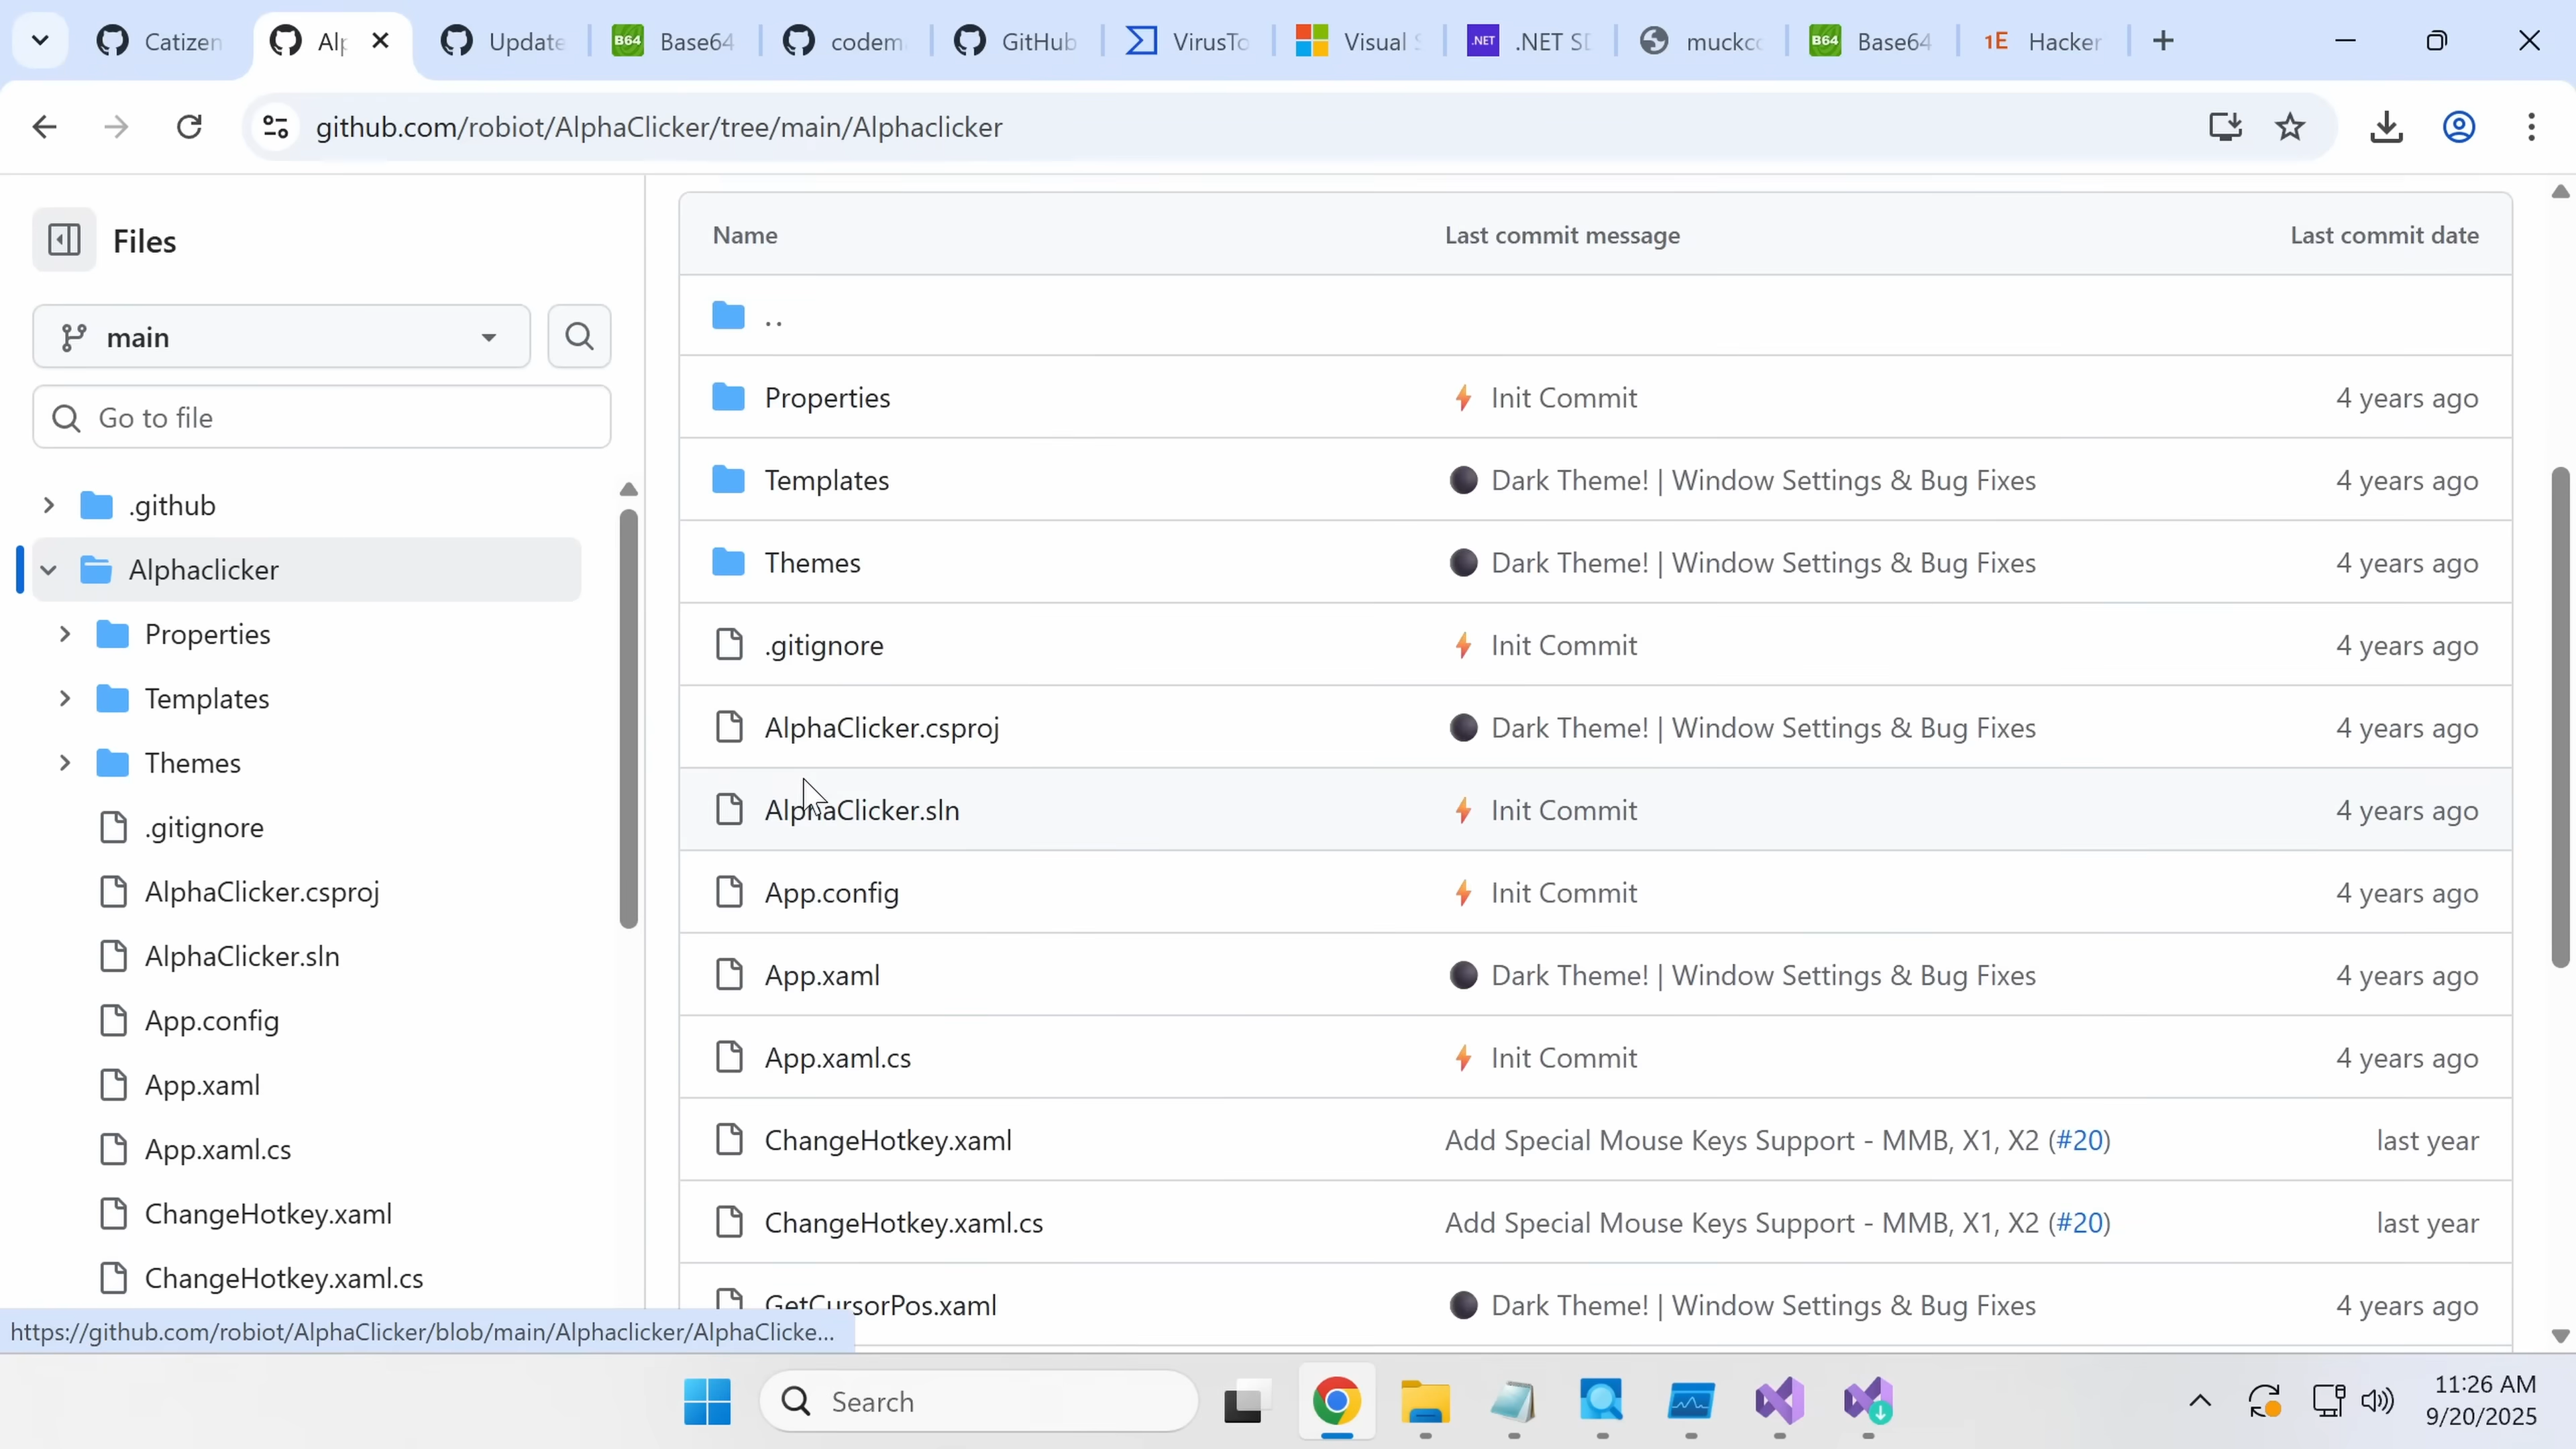 Catizen
Alp
Update
B64 Base64
codem
GitHub
VirusTo
Visual S
.NET .NET SD
muckco
B64 Base64
1E Hacker
github.com/robiot/AlphaClicker/tree/main/Alphaclicker
Files
main
Go to file
.github
Alphaclicker
Properties
Templates
Themes
.gitignore
AlphaClicker.csproj
AlphaClicker.sln
App.config
App.xaml
App.xaml.cs
ChangeHotkey.xaml
ChangeHotkey.xaml.cs
Name Last commit message Last commit date
..
Properties Init Commit 4 years ago
Templates Dark Theme! | Window Settings & Bug Fixes 4 years ago
Themes Dark Theme! | Window Settings & Bug Fixes 4 years ago
.gitignore Init Commit 4 years ago
AlphaClicker.csproj Dark Theme! | Window Settings & Bug Fixes 4 years ago
AlphaClicker.sln Init Commit 4 years ago
App.config Init Commit 4 years ago
App.xaml Dark Theme! | Window Settings & Bug Fixes 4 years ago
App.xaml.cs Init Commit 4 years ago
ChangeHotkey.xaml Add Special Mouse Keys Support - MMB, X1, X2 (#20) last year
ChangeHotkey.xaml.cs Add Special Mouse Keys Support - MMB, X1, X2 (#20) last year
GetCursorPos.xaml Dark Theme! | Window Settings & Bug Fixes 4 years ago
https://github.com/robiot/AlphaClicker/blob/main/Alphaclicker/AlphaClicke...
Search
11:26 AM
9/20/2025